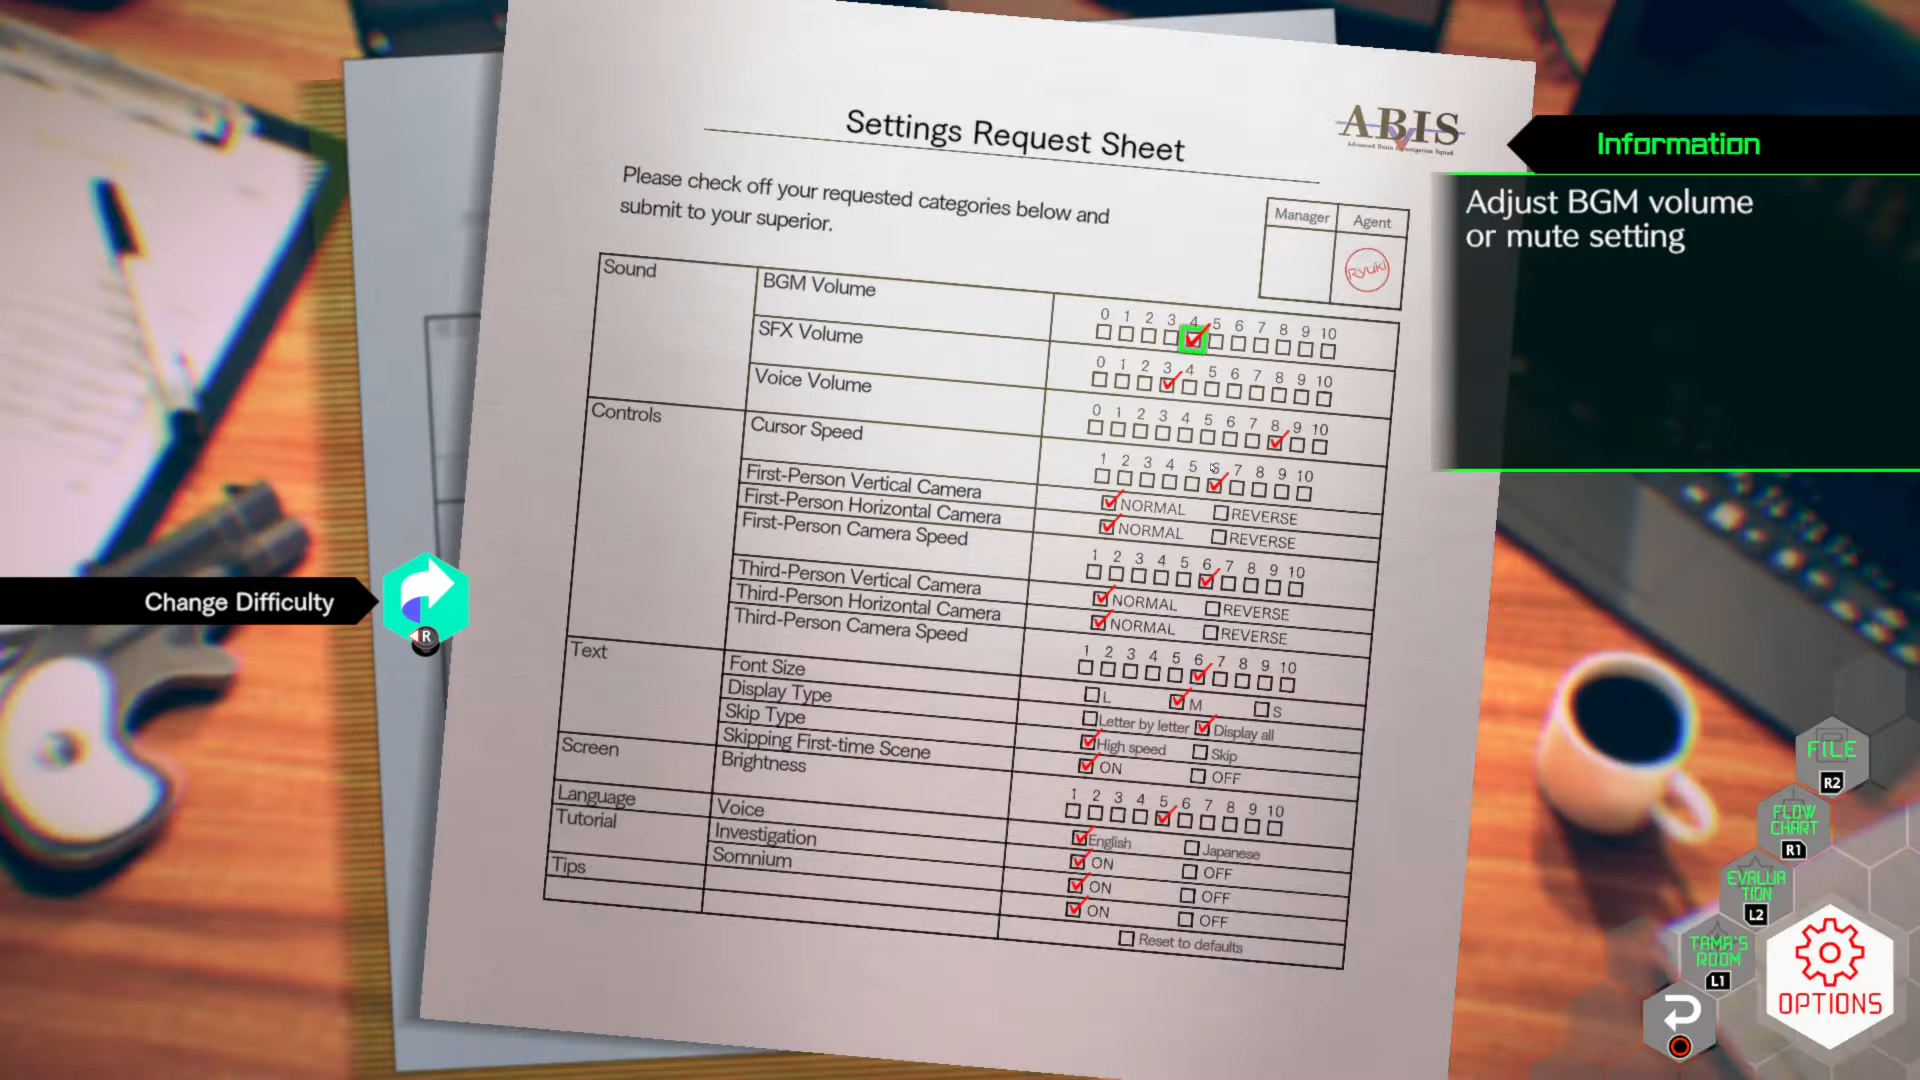 Settings Request Sheet
ABIS
Advanced Brain Investigation Squad
Information
Adjust BGM volume
or mute setting
Please check off your requested categories below and
submit to your superior.
Manager Agent
Ryuki
Sound BGM Volume
0 1 2 3 4 5 6 7 8 9 10
SFX Volume
0 1 2 3 4 5 6 7 8 9 10
Voice Volume
0 1 2 3 4 5 6 7 8 9 10
Controls Cursor Speed
1 2 3 4 5 6 7 8 9 10
First-Person Vertical Camera NORMAL REVERSE
First-Person Horizontal Camera NORMAL REVERSE
First-Person Camera Speed
1 2 3 4 5 6 7 8 9 10
Third-Person Vertical Camera NORMAL REVERSE
Third-Person Horizontal Camera NORMAL REVERSE
Third-Person Camera Speed
1 2 3 4 5 6 7 8 9 10
Text Font Size L M S
Display Type Letter by letter Display all
Skip Type High speed Skip
Skipping First-time Scene ON OFF
Screen Brightness
1 2 3 4 5 6 7 8 9 10
Language Voice English Japanese
Tutorial Investigation ON OFF
Somnium ON OFF
Tips ON OFF
Reset to defaults
Change Difficulty
R
FILE
R2
FLOW
CHART
R1
EVALUA
TION
L2
TAMA'S
ROOM
L1
OPTIONS